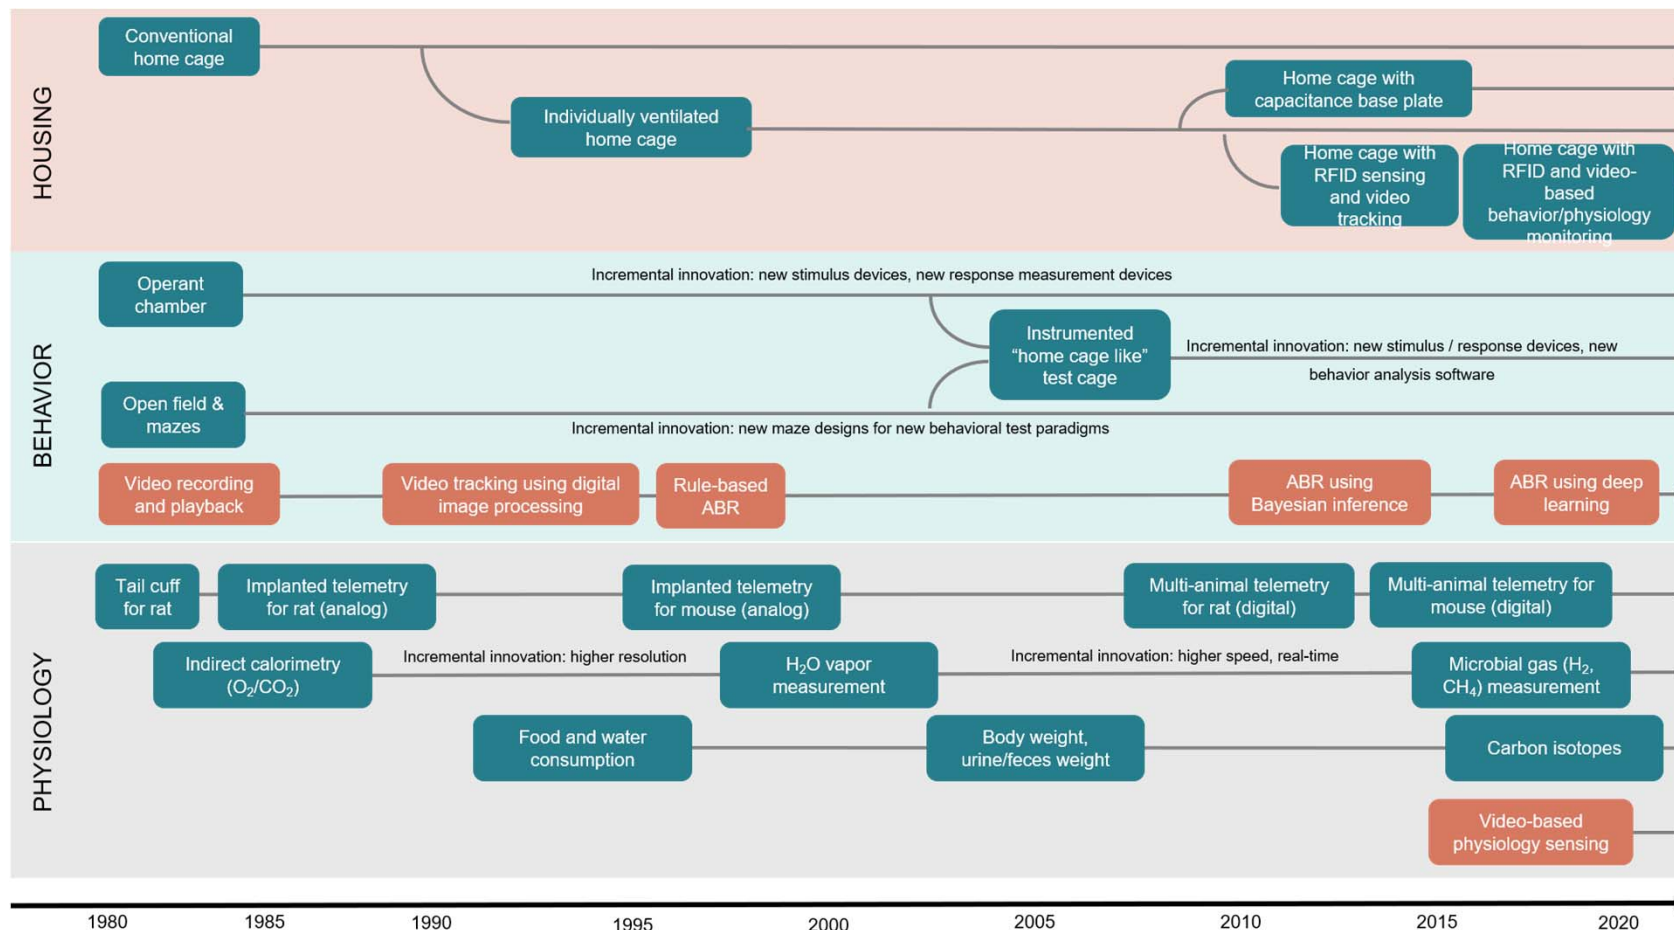 HOUSING
Conventional
home cage
Individually ventilated
home cage
Home cage with
capacitance base plate
Home cage with
RFID sensing
and video
tracking
Home cage with
RFID and video-
based
behavior/physiology
monitoring
BEHAVIOR
Operant
chamber
Incremental innovation: new stimulus devices, new response measurement devices
Instrumented
“home cage like”
test cage
Incremental innovation: new stimulus / response devices, new
behavior analysis software
Open field &
mazes
Incremental innovation: new maze designs for new behavioral test paradigms
Video recording
and playback
Video tracking using digital
image processing
Rule-based
ABR
ABR using
Bayesian inference
ABR using deep
learning
PHYSIOLOGY
Tail cuff
for rat
Implanted telemetry
for rat (analog)
Implanted telemetry
for mouse (analog)
Multi-animal telemetry
for rat (digital)
Multi-animal telemetry for
mouse (digital)
Indirect calorimetry
(O₂/CO₂)
Incremental innovation: higher resolution
H₂O vapor
measurement
Incremental innovation: higher speed, real-time
Microbial gas (H₂,
CH₄) measurement
Food and water
consumption
Body weight,
urine/feces weight
Carbon isotopes
Video-based
physiology sensing
1980 1985 1990 1995 2000 2005 2010 2015 2020